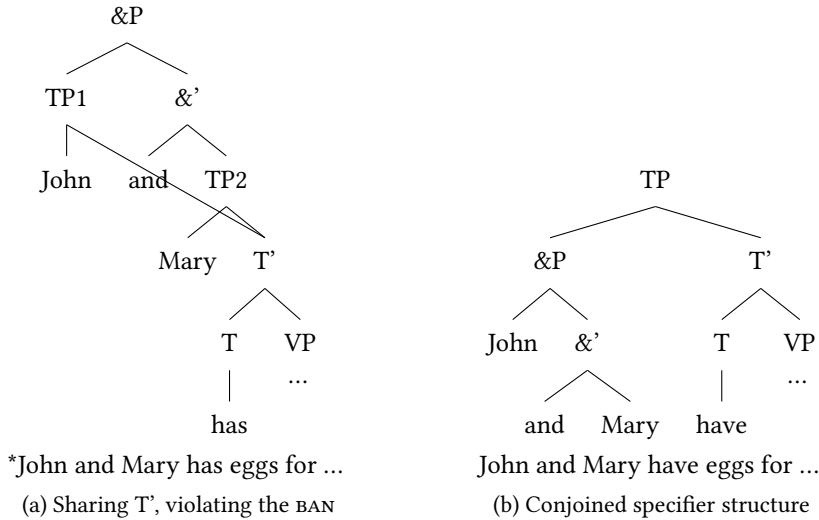 &P
TP1 &’
John and TP2
Mary T’
T VP
...
has
*John and Mary has eggs for ...
(a) Sharing T’, violating the BAN
TP
&P T’
John &’ T VP
...
and Mary have
John and Mary have eggs for ...
(b) Conjoined specifier structure